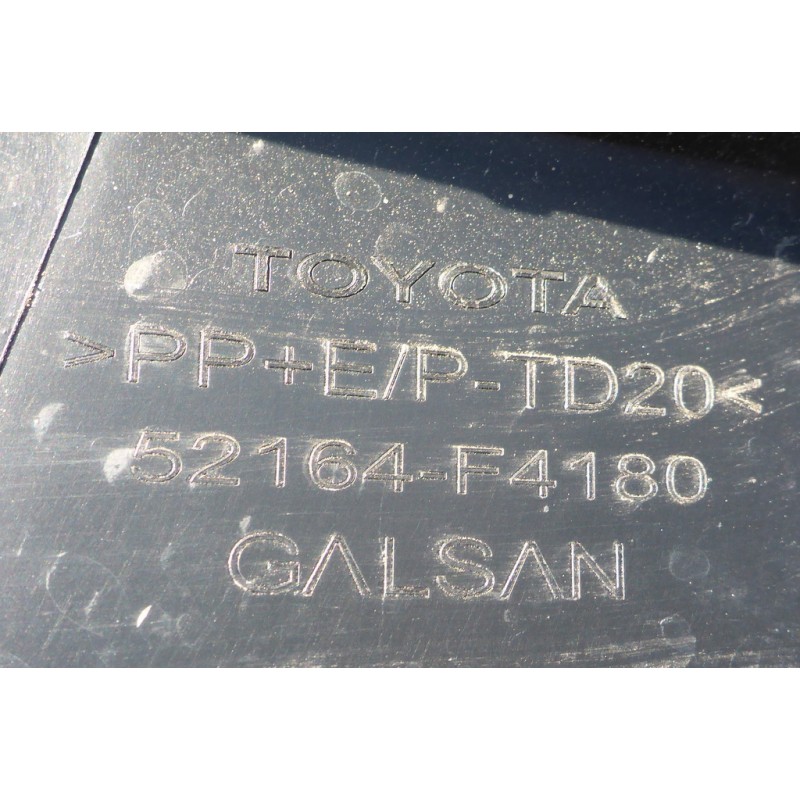 TOYOTA
>PP+E/P-TD20<
52164-F4180
GALSAN